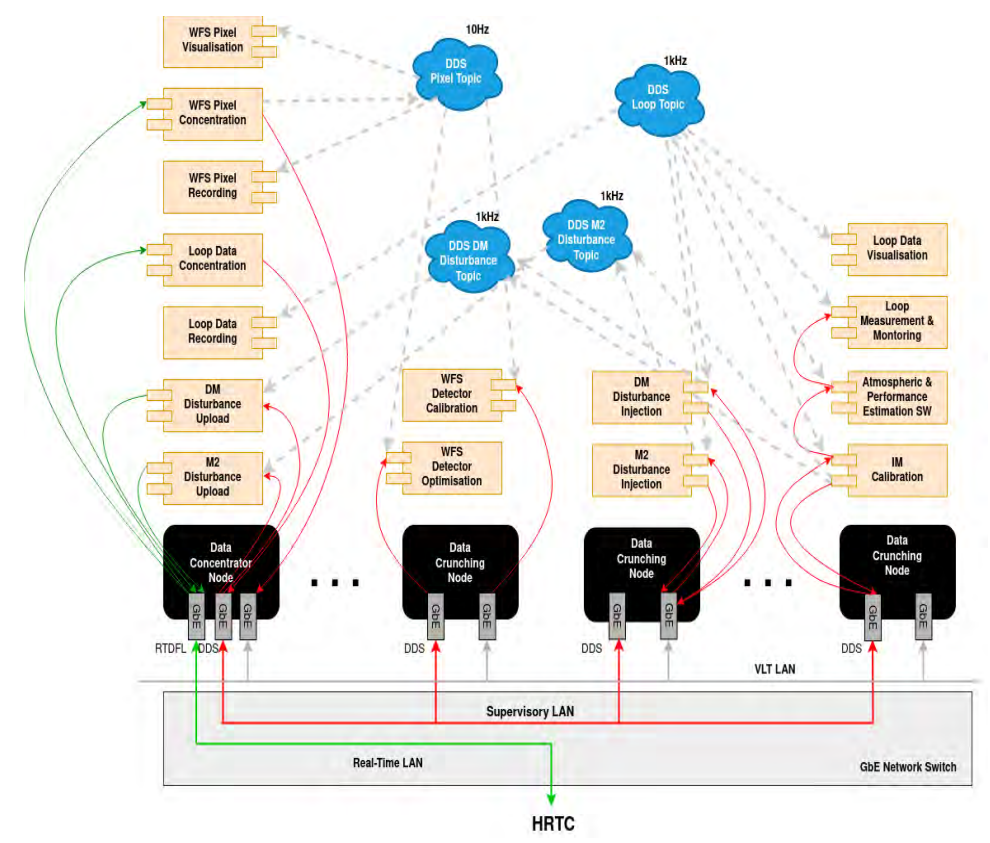 10Hz
WFS Pixel
Visualisation
DDS
Pixel Topic
1kHz
DDS
Loop Topic
WFS Pixel
Concentration
WFS Pixel
Recording
1kHz
DDS M2
Disturbance
Topic
1kHz
DDS DM
Disturbance
Topic
Loop Data
Concentration
Loop Data
Visualisation
Loop Data
Recording
Loop
Measurement &
Montoring
DM
Disturbance
Upload
WFS
Detector
Calibration
DM
Disturbance
Injection
Atmospheric &
Performance
Estimation SW
M2
Disturbance
Upload
WFS
Detector
Optimisation
M2
Disturbance
Injection
IM
Calibration
Data
Concentrator
Node
. . .
Data
Crunching
Node
Data
Crunching
Node
. . .
Data
Crunching
Node
GbE
GbE
GbE
GbE
GbE
GbE
GbE
GbE
GbE
RTDFL
DDS
DDS
DDS
DDS
VLT LAN
Supervisory LAN
Real-Time LAN
GbE Network Switch
HRTC